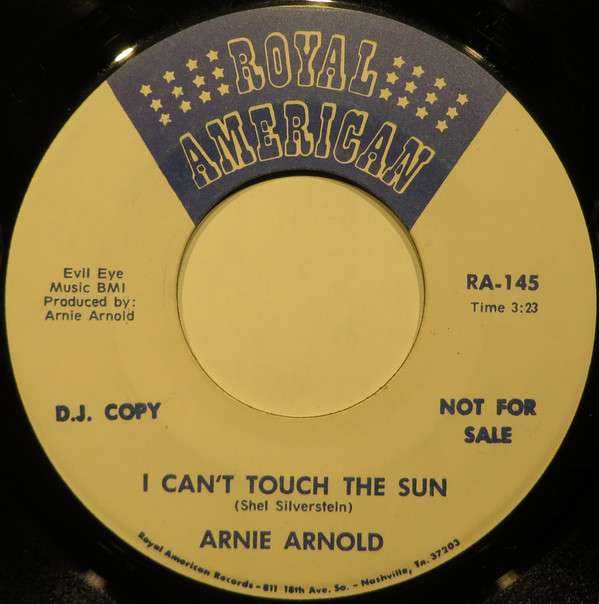 ROYAL
AMERICAN
Evil Eye
Music BMI
Produced by:
Arnie Arnold
RA-145
Time 3:23
D.J. COPY
NOT FOR
SALE
I CAN'T TOUCH THE SUN
(Shel Silverstein)
ARNIE ARNOLD
Royal American Records - 811 18th Ave. So. - Nashville, Tn. 37203